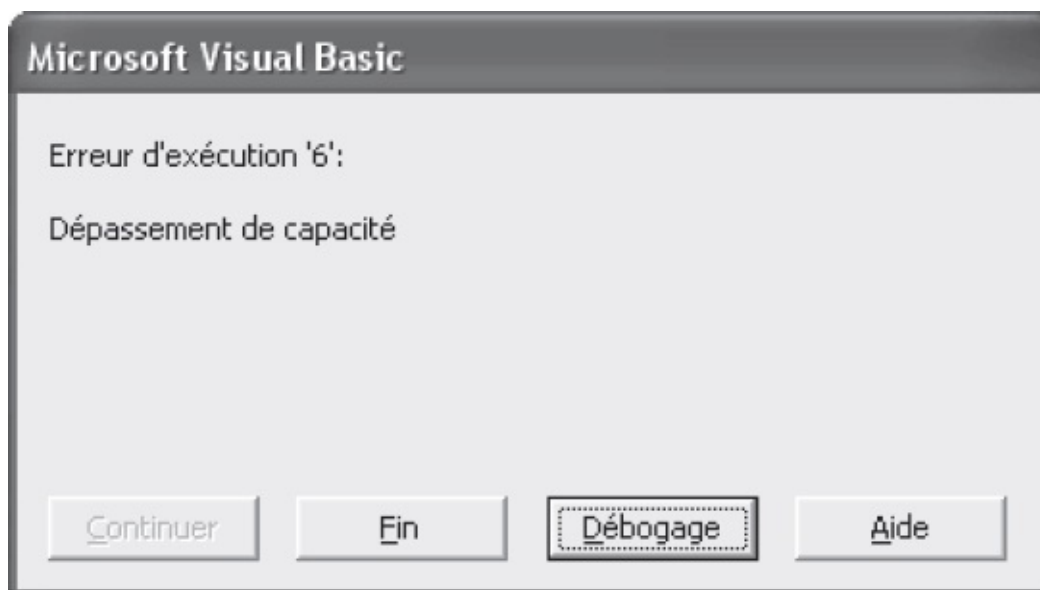 Microsoft Visual Basic
Erreur d'exécution '6':
Dépassement de capacité
Continuer Fin Débogage Aide